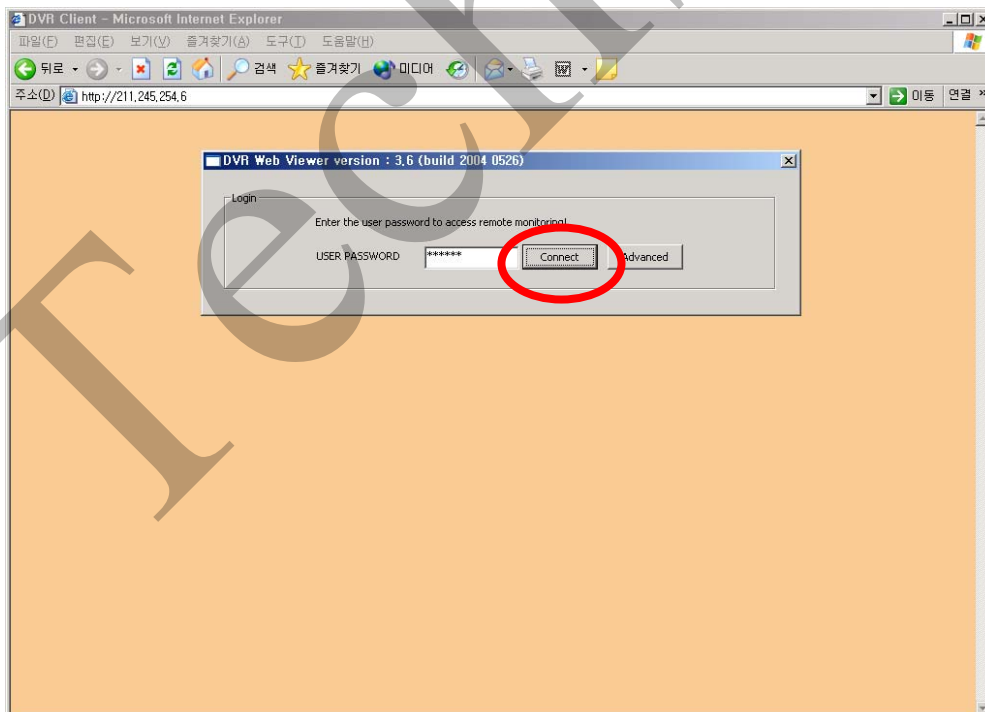 DVR Client - Microsoft Internet Explorer
파일(F) 편집(E) 보기(V) 즐겨찾기(A) 도구(T) 도움말(H)
뒤로 검색 즐겨찾기 미디어
주소(D) http://211,245,254,6 이동 연결 »
DVR Web Viewer version : 3,6 (build 2004 0526)
Login
Enter the user password to access remote monitoring!
USER PASSWORD ****** Connect Advanced
Tech